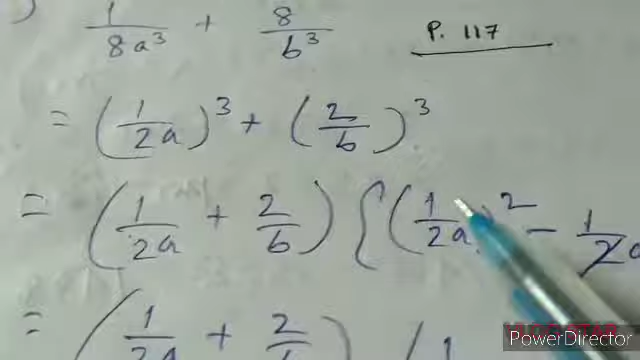 ) 1/8a³ + 8/b³ P. 117
= (1/2a)³ + (2/b)³
= (1/2a + 2/b) { (1/2a)² - 1/2a
= (1/2a + 2/b) (1
PowerDirector